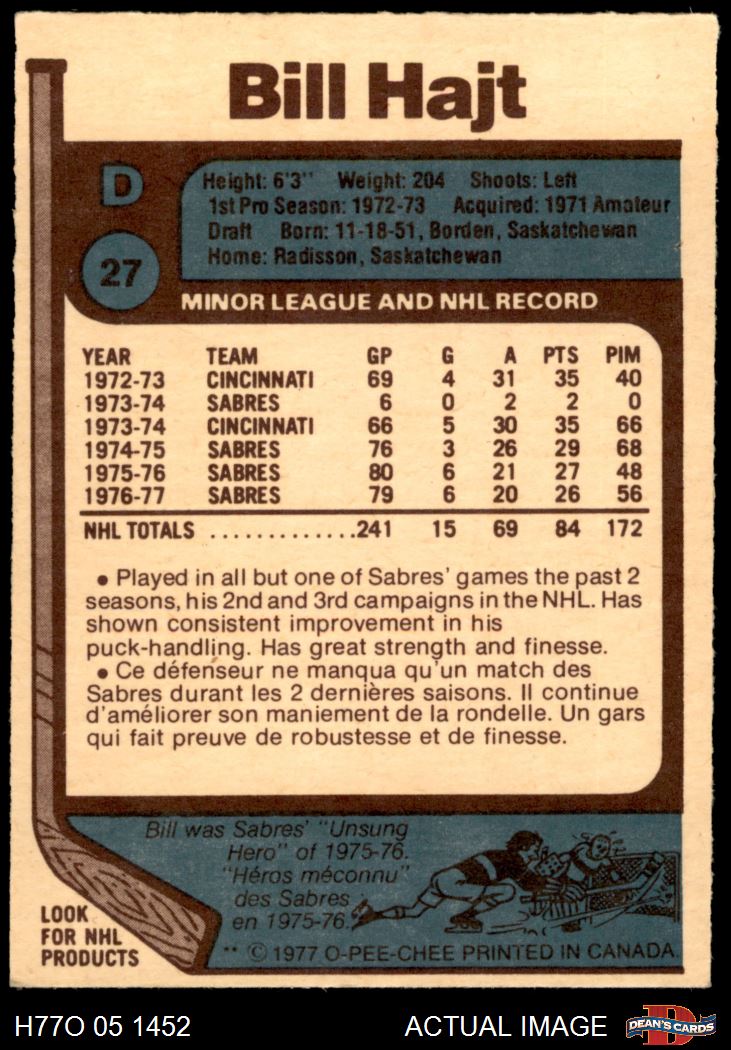 Bill Hajt
D
27
Height: 6'3" Weight: 204 Shoots: Left
1st Pro Season: 1972-73 Acquired: 1971 Amateur
Draft Born: 11-18-51, Borden, Saskatchewan
Home: Radisson, Saskatchewan
MINOR LEAGUE AND NHL RECORD
YEAR TEAM GP G A PTS PIM
1972-73 CINCINNATI 69 4 31 35 40
1973-74 SABRES 6 0 2 2 0
1973-74 CINCINNATI 66 5 30 35 66
1974-75 SABRES 76 3 26 29 68
1975-76 SABRES 80 6 21 27 48
1976-77 SABRES 79 6 20 26 56
NHL TOTALS .............241 15 69 84 172
• Played in all but one of Sabres' games the past 2
seasons, his 2nd and 3rd campaigns in the NHL. Has
shown consistent improvement in his
puck-handling. Has great strength and finesse.
• Ce défenseur ne manqua qu'un match des
Sabres durant les 2 dernières saisons. Il continue
d'améliorer son maniement de la rondelle. Un gars
qui fait preuve de robustesse et de finesse.
Bill was Sabres' "Unsung
Hero" of 1975-76.
"Héros méconnu"
des Sabres
en 1975-76.
LOOK
FOR NHL
PRODUCTS
** © 1977 O-PEE-CHEE PRINTED IN CANADA
H77O 05 1452 ACTUAL IMAGE
D
DEAN'S CARDS